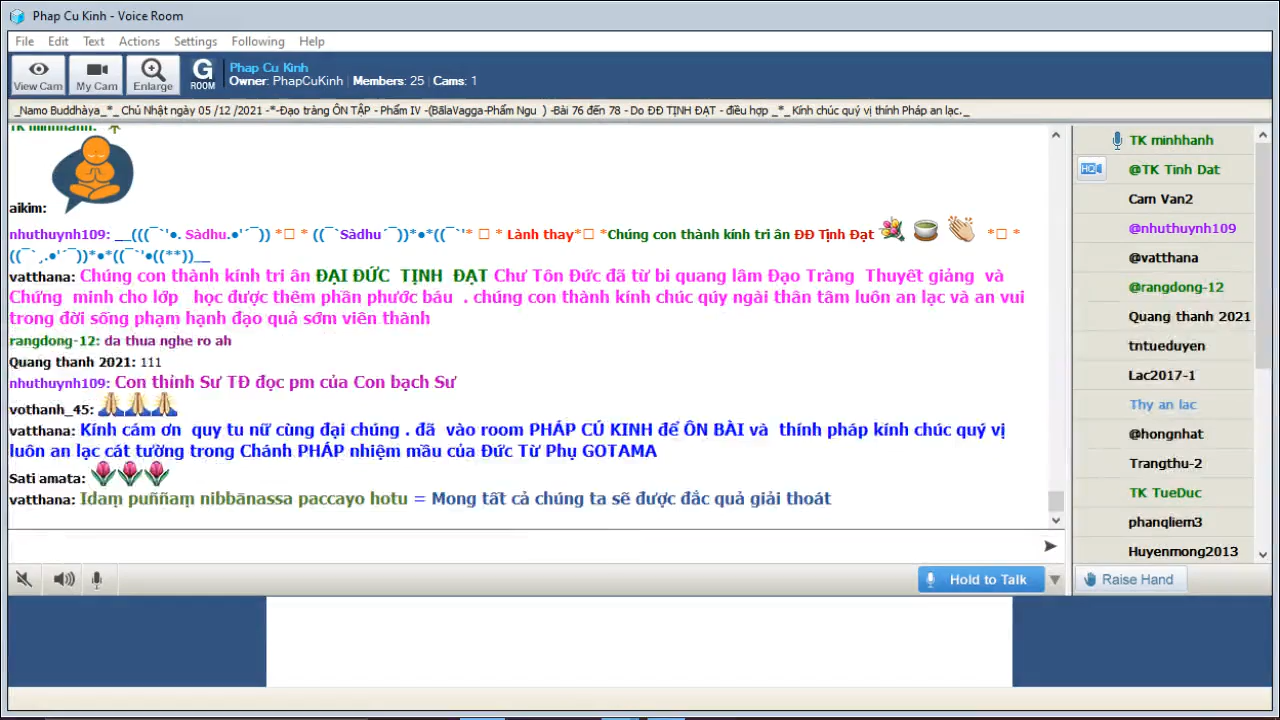 Phap Cu Kinh - Voice Room
File Edit Text Actions Settings Following Help
View Cam My Cam Enlarge G ROOM
Phap Cu Kinh
Owner: PhapCuKinh | Members: 25 | Cams: 1
_Namo Buddhàya_*_ Chủ Nhật ngày 05 /12 /2021 -*-Đạo tràng ÔN TẬP - Phẩm IV -(BãlaVagga-Phẩm Ngu ) -Bài 76 đến 78 - Do ĐĐ TỊNH ĐẠT - điều hợp _*_Kính chúc quý vị thính Pháp an lạc._
TK minhhanh:
aikim:
nhuthuynh109: __(((¯`'•. Sàdhu.•'´¯)) *□ * ((¯`Sàdhu´¯))*•*((¯`'* □ * Lành thay*□ *Chúng con thành kính tri ân ĐĐ Tịnh Đạt *□ *
((¯`¸.•'´¯))*•*((¯`'•((**))__
vatthana: Chúng con thành kính tri ân ĐẠI ĐỨC TỊNH ĐẠT Chư Tôn Đức đã từ bi quang lâm Đạo Tràng Thuyết giảng và
Chứng minh cho lớp học được thêm phần phước báu . chúng con thành kính chúc qúy ngài thân tâm luôn an lạc và an vui
trong đời sống phạm hạnh đạo quả sớm viên thành
rangdong-12: da thua nghe ro ah
Quang thanh 2021: 111
nhuthuynh109: Con thỉnh Sư TĐ đọc pm của Con bạch Sư
vothanh_45:
vatthana: Kính cám ơn quy tu nữ cùng đại chúng . đã vào room PHÁP CÚ KINH để ÔN BÀI và thính pháp kính chúc quý vị
luôn an lạc cát tường trong Chánh PHÁP nhiệm mầu của Đức Từ Phụ GOTAMA
Sati amata:
vatthana: Idaṃ puññaṃ nibbānassa paccayo hotu = Mong tất cả chúng ta sẽ được đắc quả giải thoát
Hold to Talk
TK minhhanh
@TK Tinh Dat
Cam Van2
@nhuthuynh109
@vatthana
@rangdong-12
Quang thanh 2021
tntueduyen
Lac2017-1
Thy an lac
@hongnhat
Trangthu-2
TK TueDuc
phanqliem3
Huyenmong2013
Raise Hand